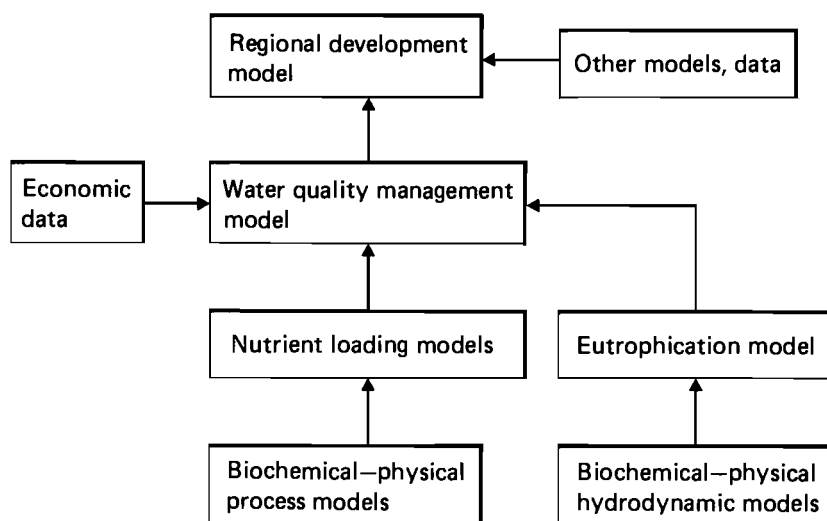 Regional development
model
Other models, data
Economic
data
Water quality management
model
Nutrient loading models
Eutrophication model
Biochemical—physical
process models
Biochemical—physical
hydrodynamic models